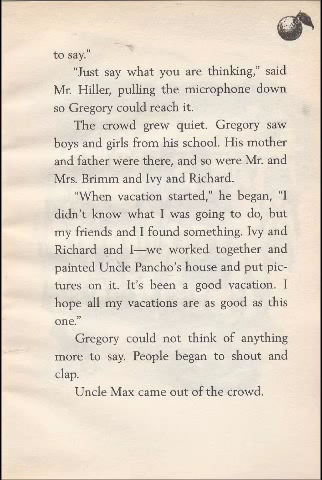 to say."
"Just say what you are thinking," said
Mr. Hiller, pulling the microphone down
so Gregory could reach it.
The crowd grew quiet. Gregory saw
boys and girls from his school. His mother
and father were there, and so were Mr. and
Mrs. Brimm and Ivy and Richard.
"When vacation started," he began, "I
didn't know what I was going to do, but
my friends and I found something. Ivy and
Richard and I—we worked together and
painted Uncle Pancho's house and put pic-
tures on it. It's been a good vacation. I
hope all my vacations are as good as this
one."
Gregory could not think of anything
more to say. People began to shout and
clap.
Uncle Max came out of the crowd.